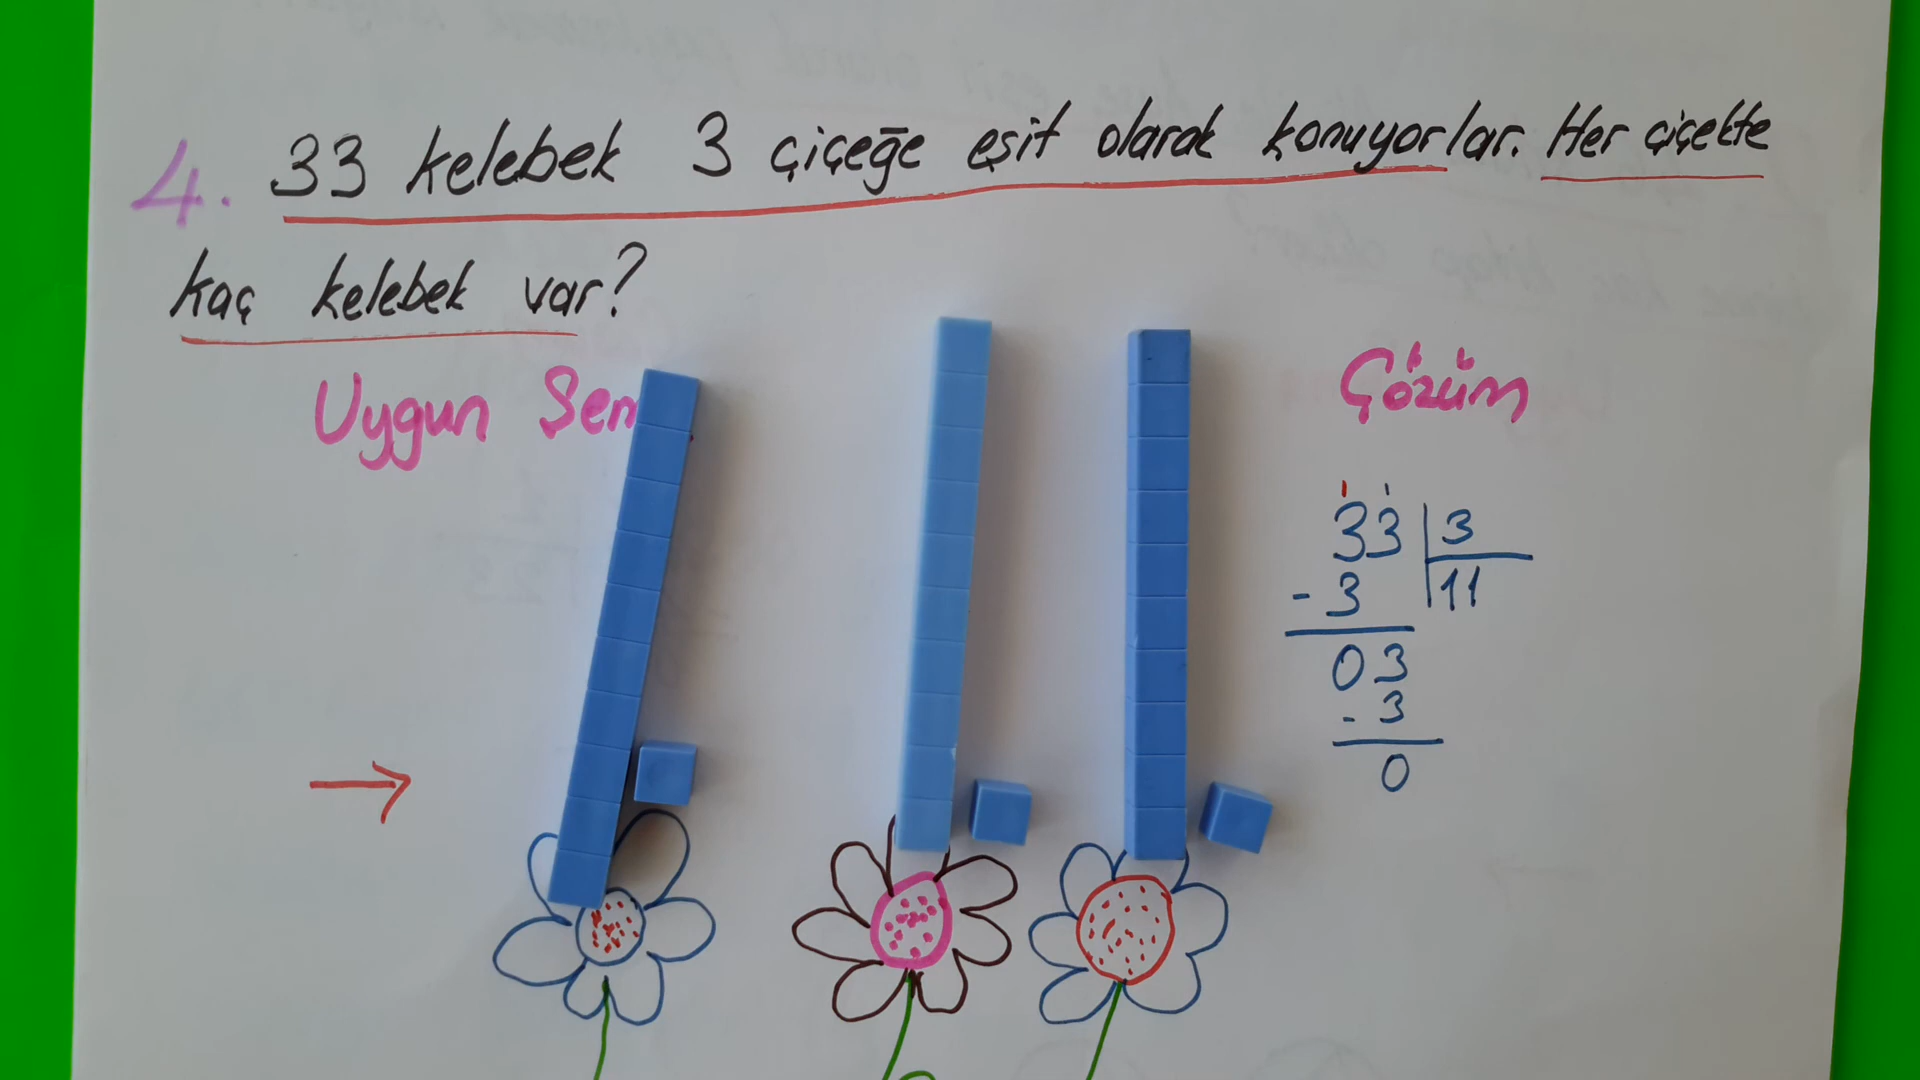 4. 33 kelebek 3 çiçeğe eşit olarak konuyorlar. Her çiçekte
kaç kelebek var?
Uygun Şem
Çözüm
33 3
- 3 11
03
- 3
0